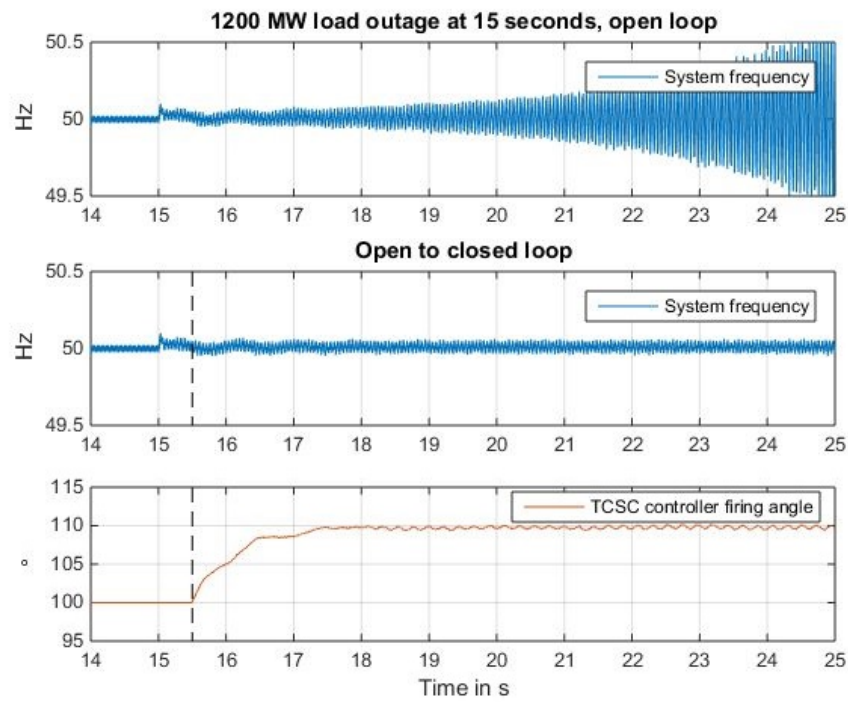 1200 MW load outage at 15 seconds, open loop
50.5
System frequency
Hz
50
49.5
14 15 16 17 18 19 20 21 22 23 24 25
Open to closed loop
50.5
System frequency
Hz
50
49.5
14 15 16 17 18 19 20 21 22 23 24 25
115
TCSC controller firing angle
110
°
105
100
95
14 15 16 17 18 19 20 21 22 23 24 25
Time in s